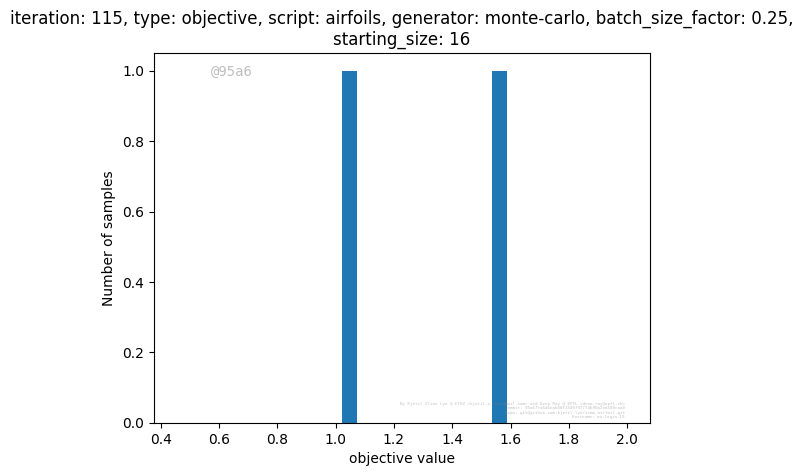 iteration: 115, type: objective, script: airfoils, generator: monte-carlo, batch_size_factor: 0.25,
starting_size: 16
@95a6
1.0
0.8
0.6
0.4
0.2
0.0
Number of samples
0.4 0.6 0.8 1.0 1.2 1.4 1.6 1.8 2.0
objective value